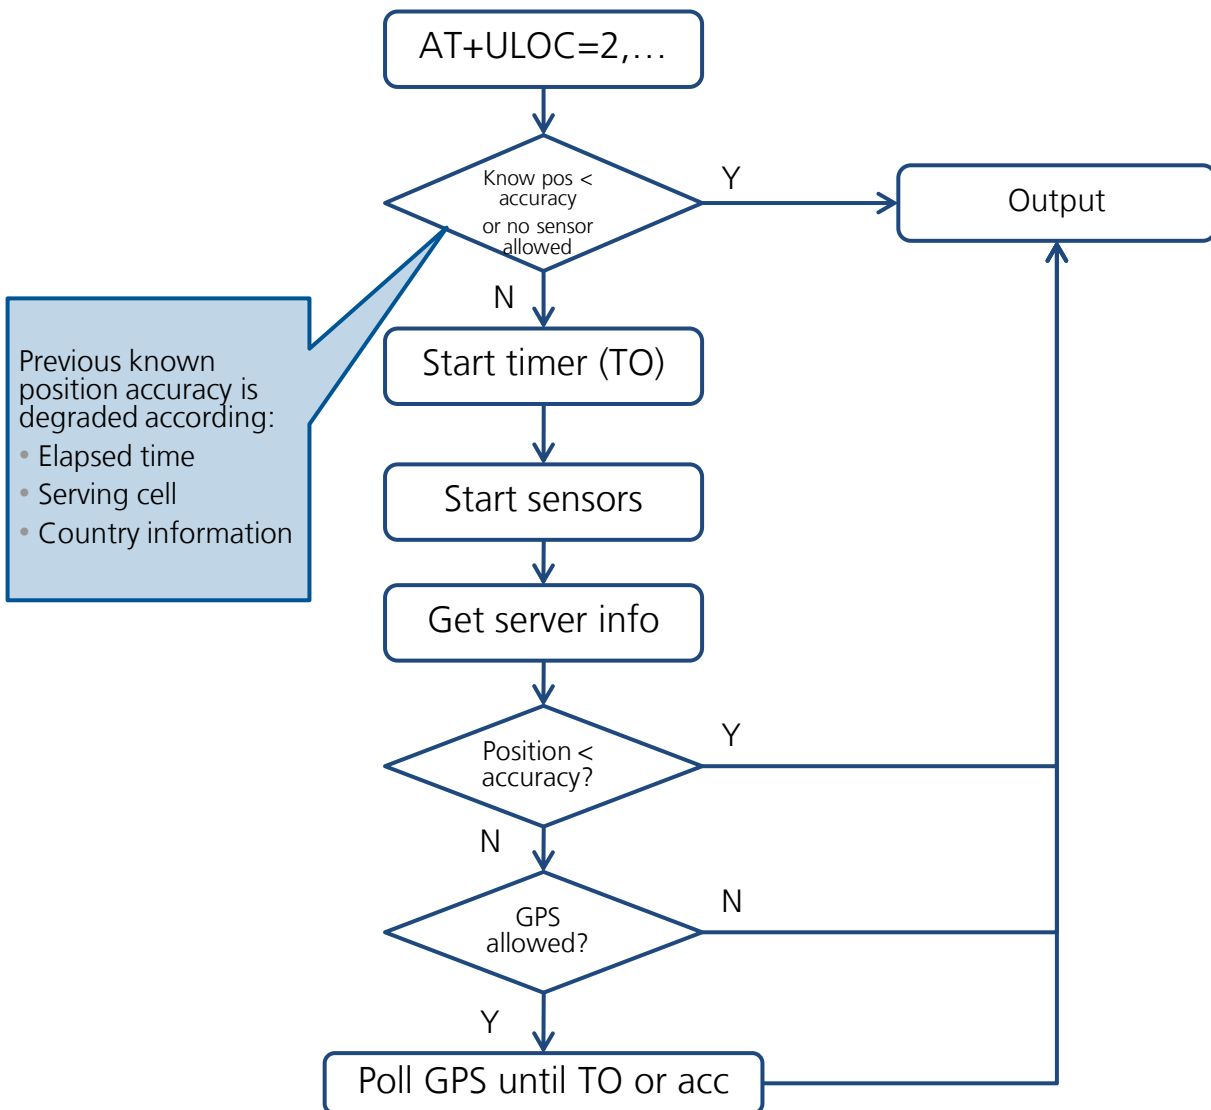 AT+ULOC=2,...
Know pos <
accuracy
or no sensor
allowed
Y
Output
N
Previous known
position accuracy is
degraded according:
• Elapsed time
• Serving cell
• Country information
Start timer (TO)
Start sensors
Get server info
Position <
accuracy?
Y
N
GPS
allowed?
N
Y
Poll GPS until TO or acc